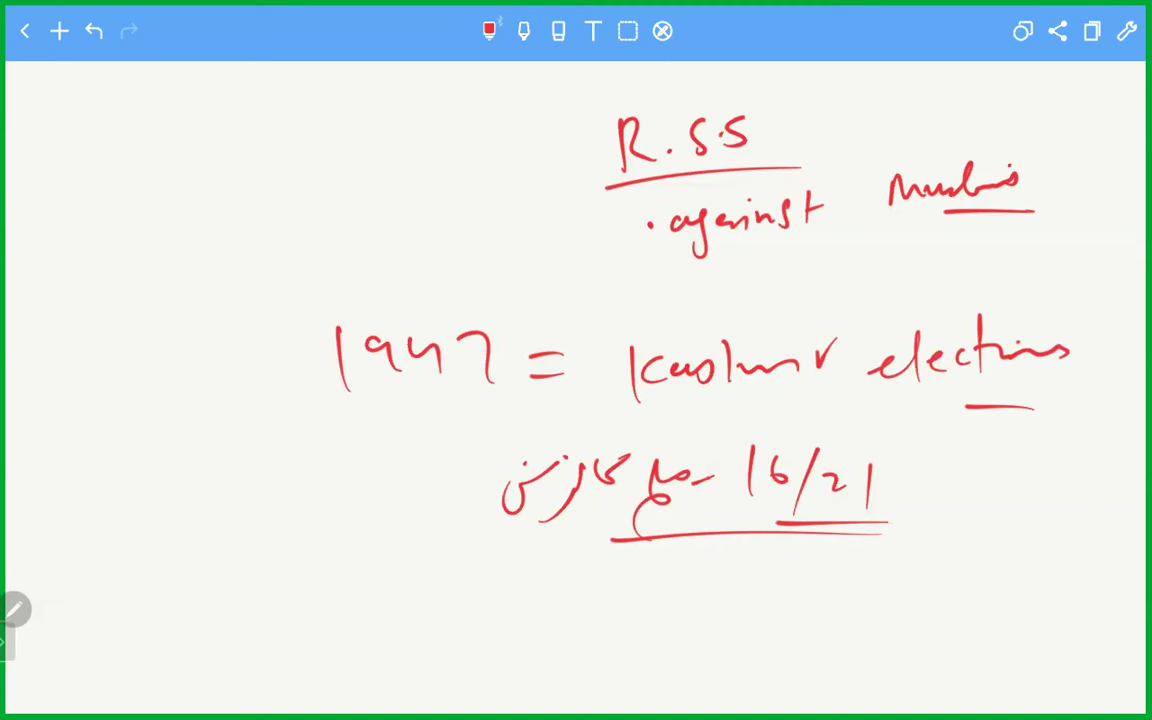 R.S.S
. against Muslims
1947 = Kashmir elections
16/21 – مسلم کانفرنس